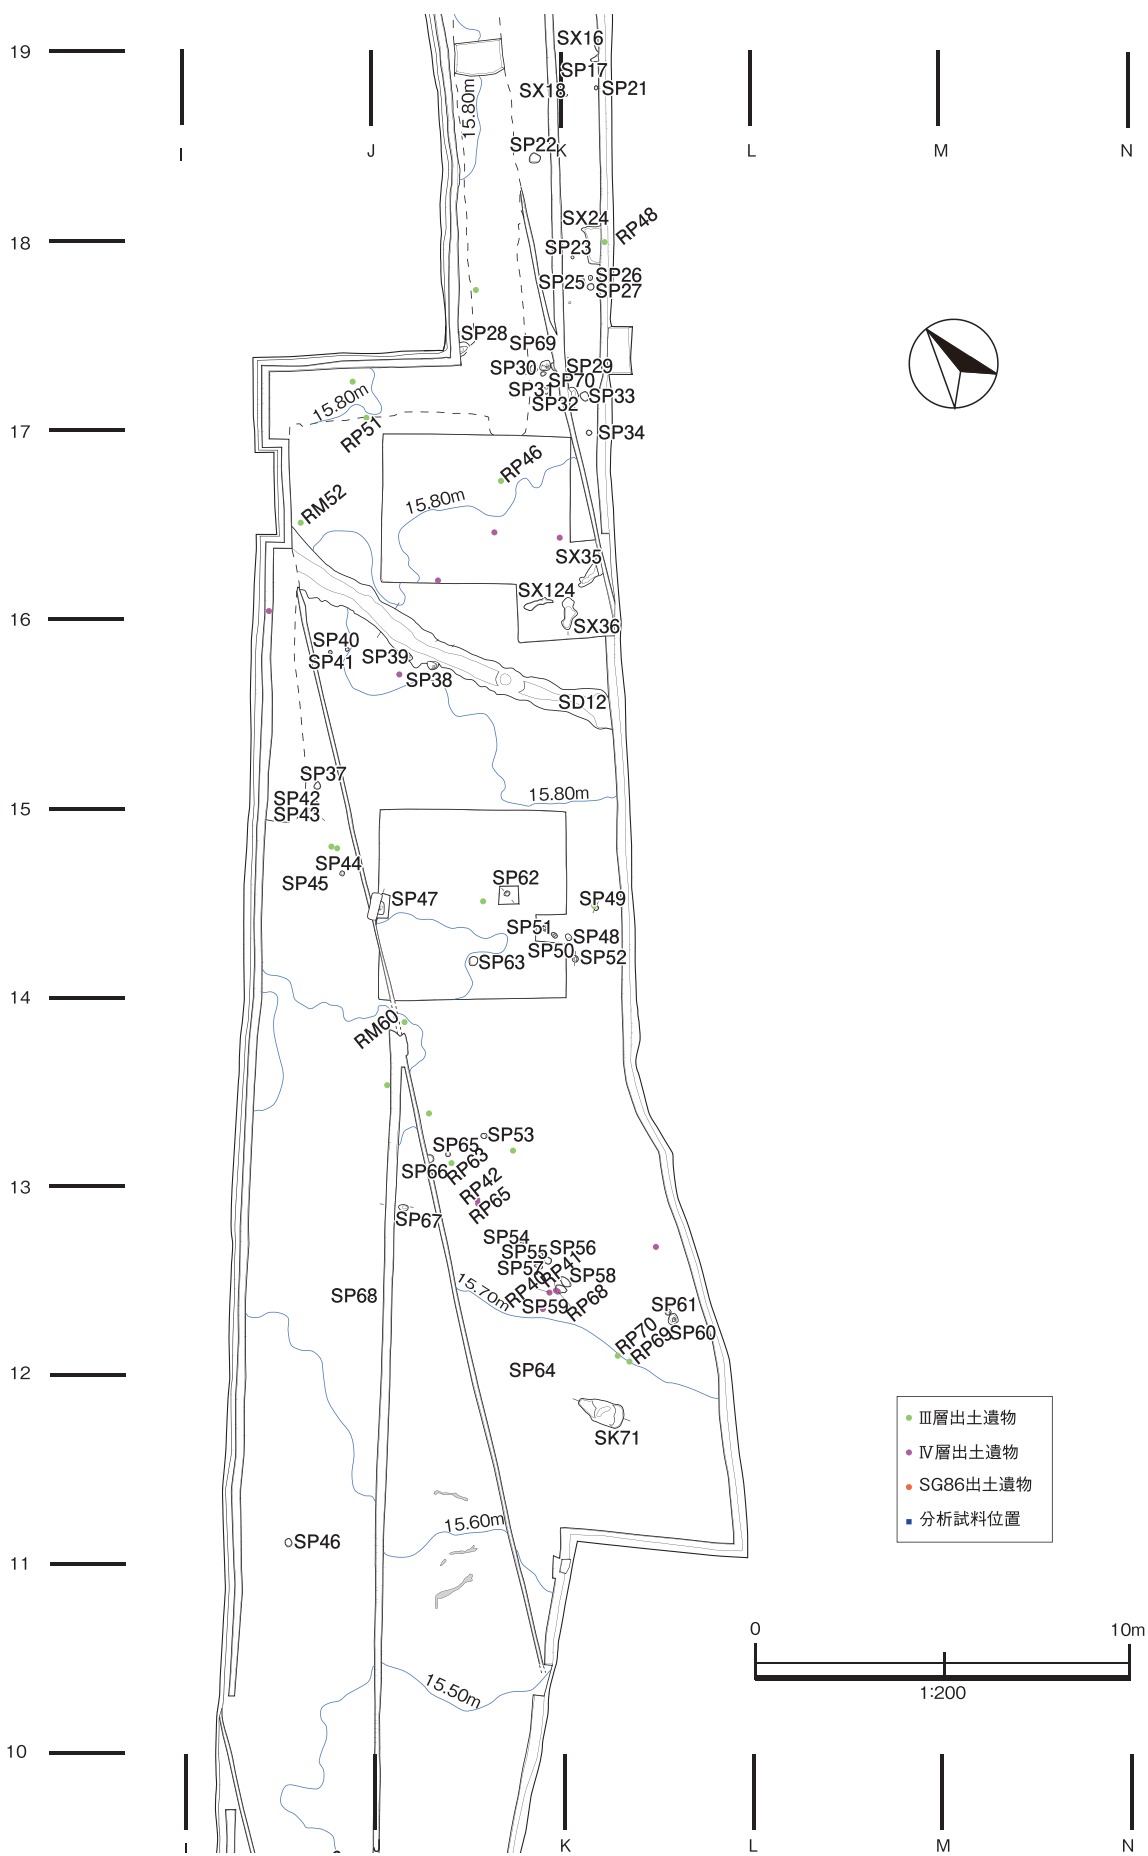 19
SX16
SP17
SX18
SP21
15.80m
I
J
SP22
K
L
M
N
18
SX24
RP48
SP23
SP25
SP26
SP27
SP28
SP69
SP30
SP29
SP70
SP31
SP32
SP33
15.80m
17
RP51
SP34
RP46
RM52
15.80m
SX35
SX124
16
SX36
SP40
SP41
SP39
SP38
SD12
SP37
15.80m
SP42
15
SP43
SP44
SP45
SP47
SP62
SP49
SP51
SP48
SP50
SP52
SP63
14
RM60
SP65
SP53
SP66
RP63
13
RP42
RP65
SP67
SP54
SP55
SP56
SP57
RP41
SP58
RP40
15.70m
SP68
SP59
RP68
SP61
SP60
RP70
RP69
12
SP64
SK71
Ⅲ層出土遺物
Ⅳ層出土遺物
SG86出土遺物
分析試料位置
15.60m
SP46
11
0
10m
1:200
15.50m
10
I
J
K
L
M
N